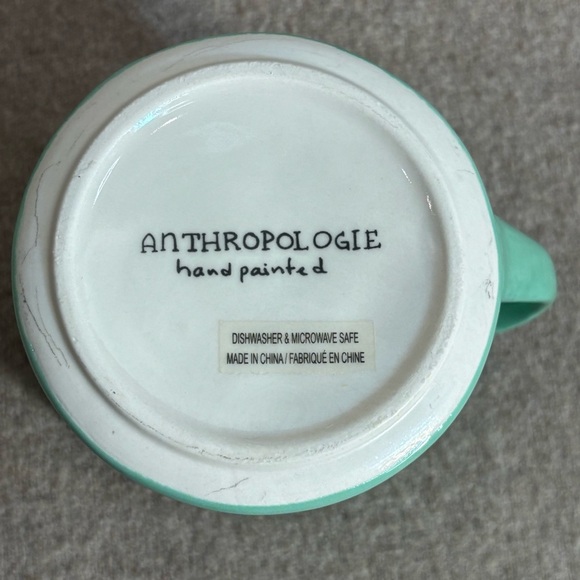 ANTHROPOLOGIE
hand painted
DISHWASHER & MICROWAVE SAFE
MADE IN CHINA / FABRIQUÉ EN CHINE